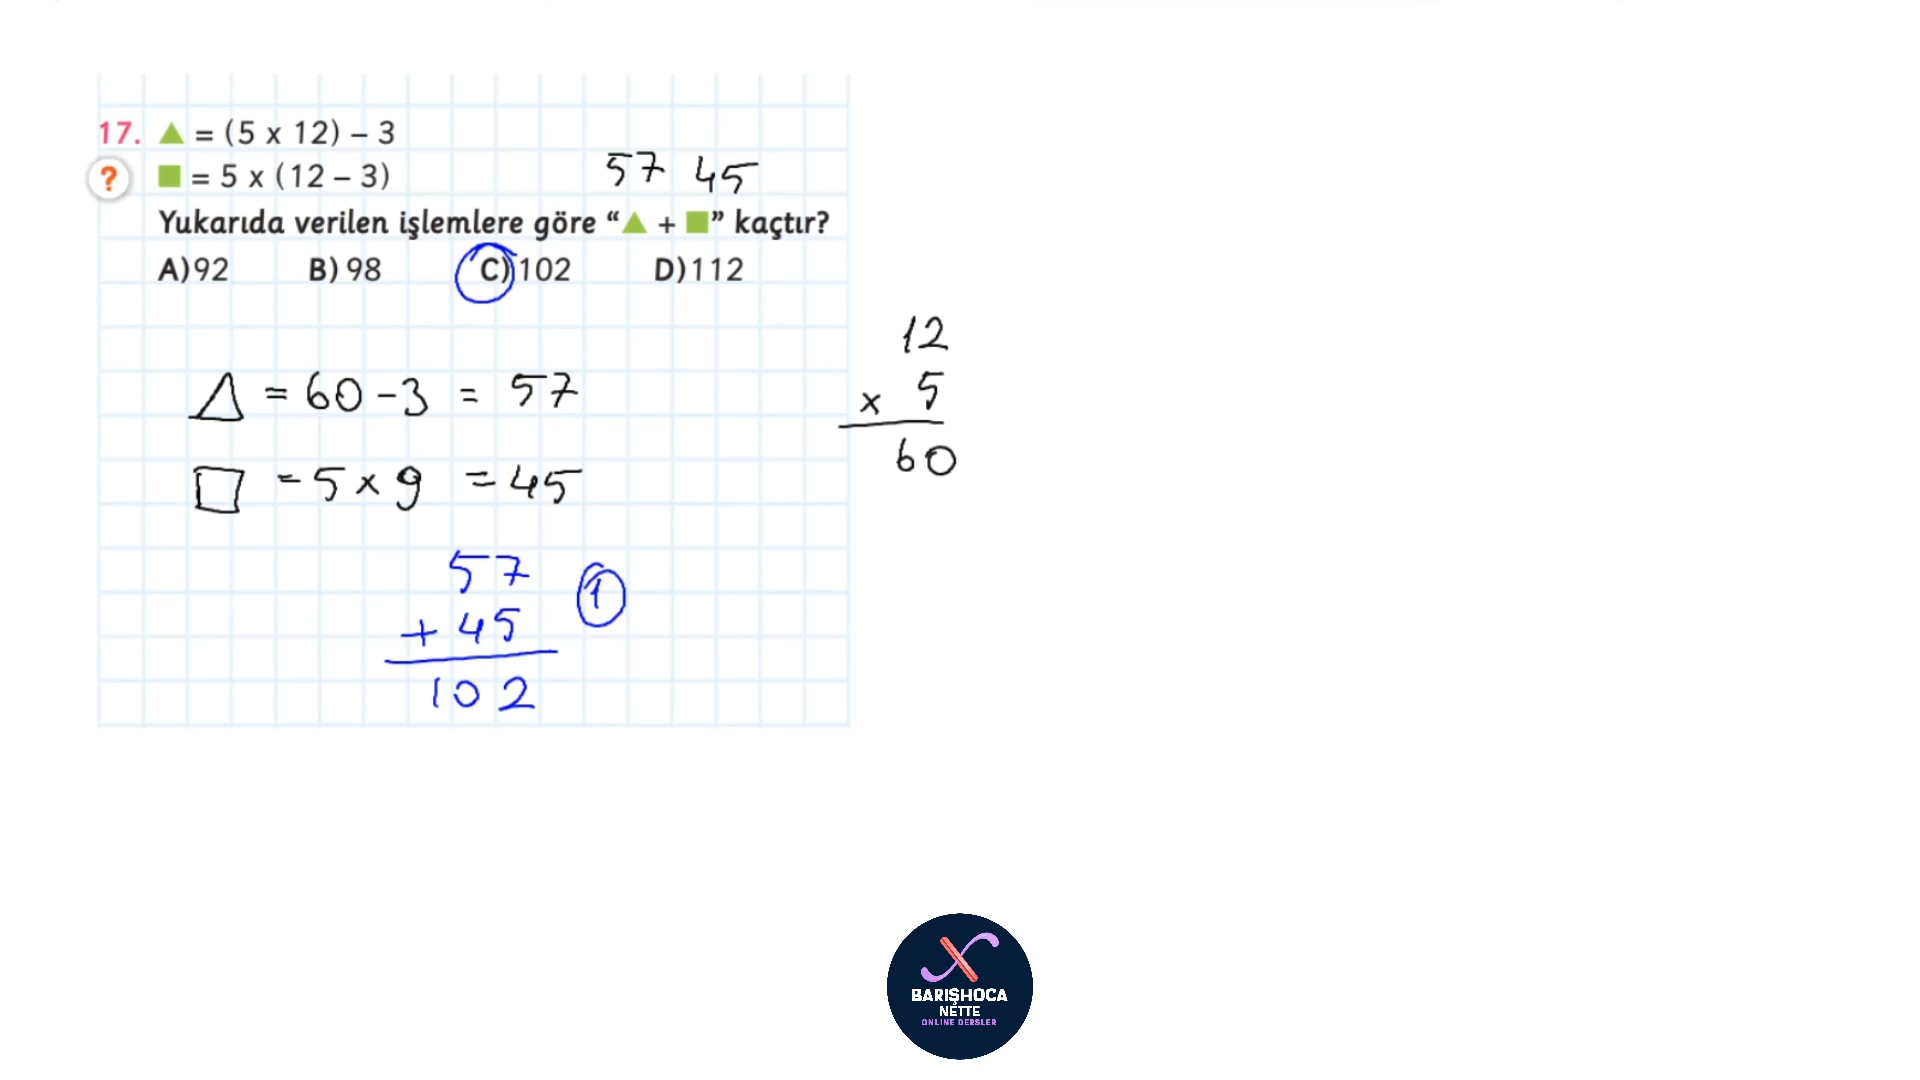 17. ▲ = (5 x 12) – 3
? ■ = 5 x (12 – 3)
57 45
Yukarıda verilen işlemlere göre “▲ + ■” kaçtır?
A) 92 B) 98 C) 102 D) 112
△ = 60 - 3 = 57
□ = 5 x 9 = 45
57
+ 45
102
1
12
x 5
60
BARIŞHOCA
NETTE
ONLINE DERSLER